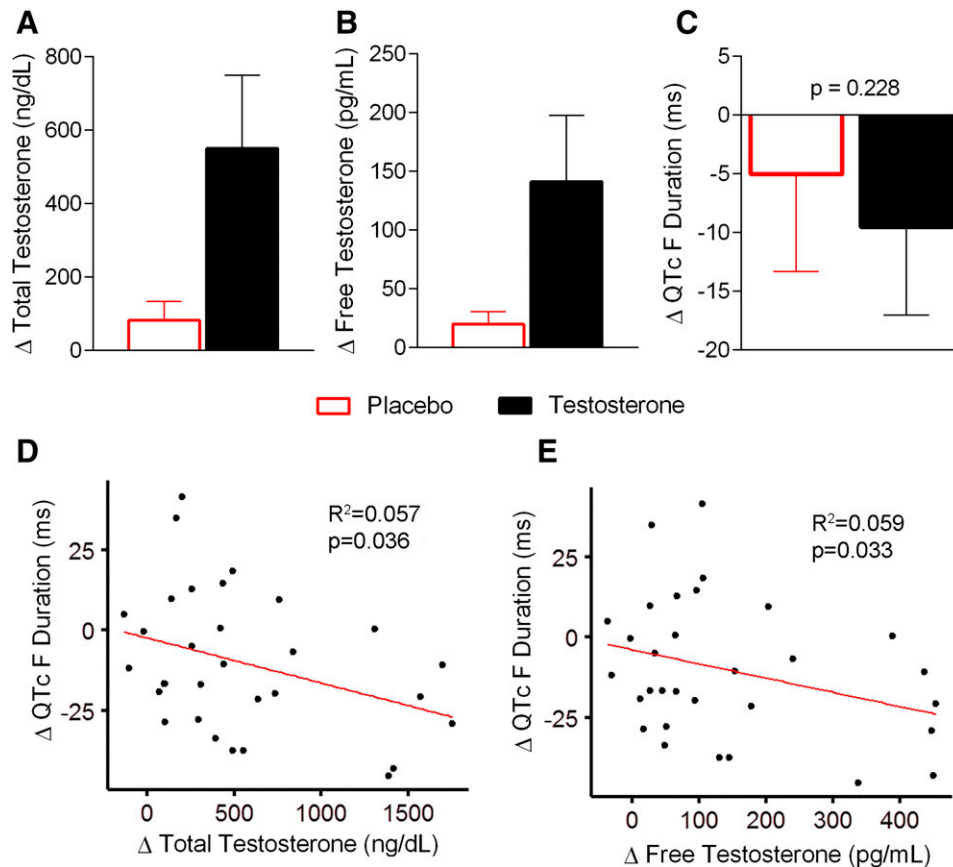 A
Δ Total Testosterone (ng/dL)
800
600
400
200
0
B
Δ Free Testosterone (pg/mL)
250
200
150
100
50
0
C
Δ QTc F Duration (ms)
5
0
-5
-10
-15
-20
p = 0.228
Placebo
Testosterone
D
Δ QTc F Duration (ms)
25
0
-25
R²=0.057
p=0.036
0 500 1000 1500
Δ Total Testosterone (ng/dL)
E
Δ QTc F Duration (ms)
25
0
-25
R²=0.059
p=0.033
0 100 200 300 400
Δ Free Testosterone (pg/mL)